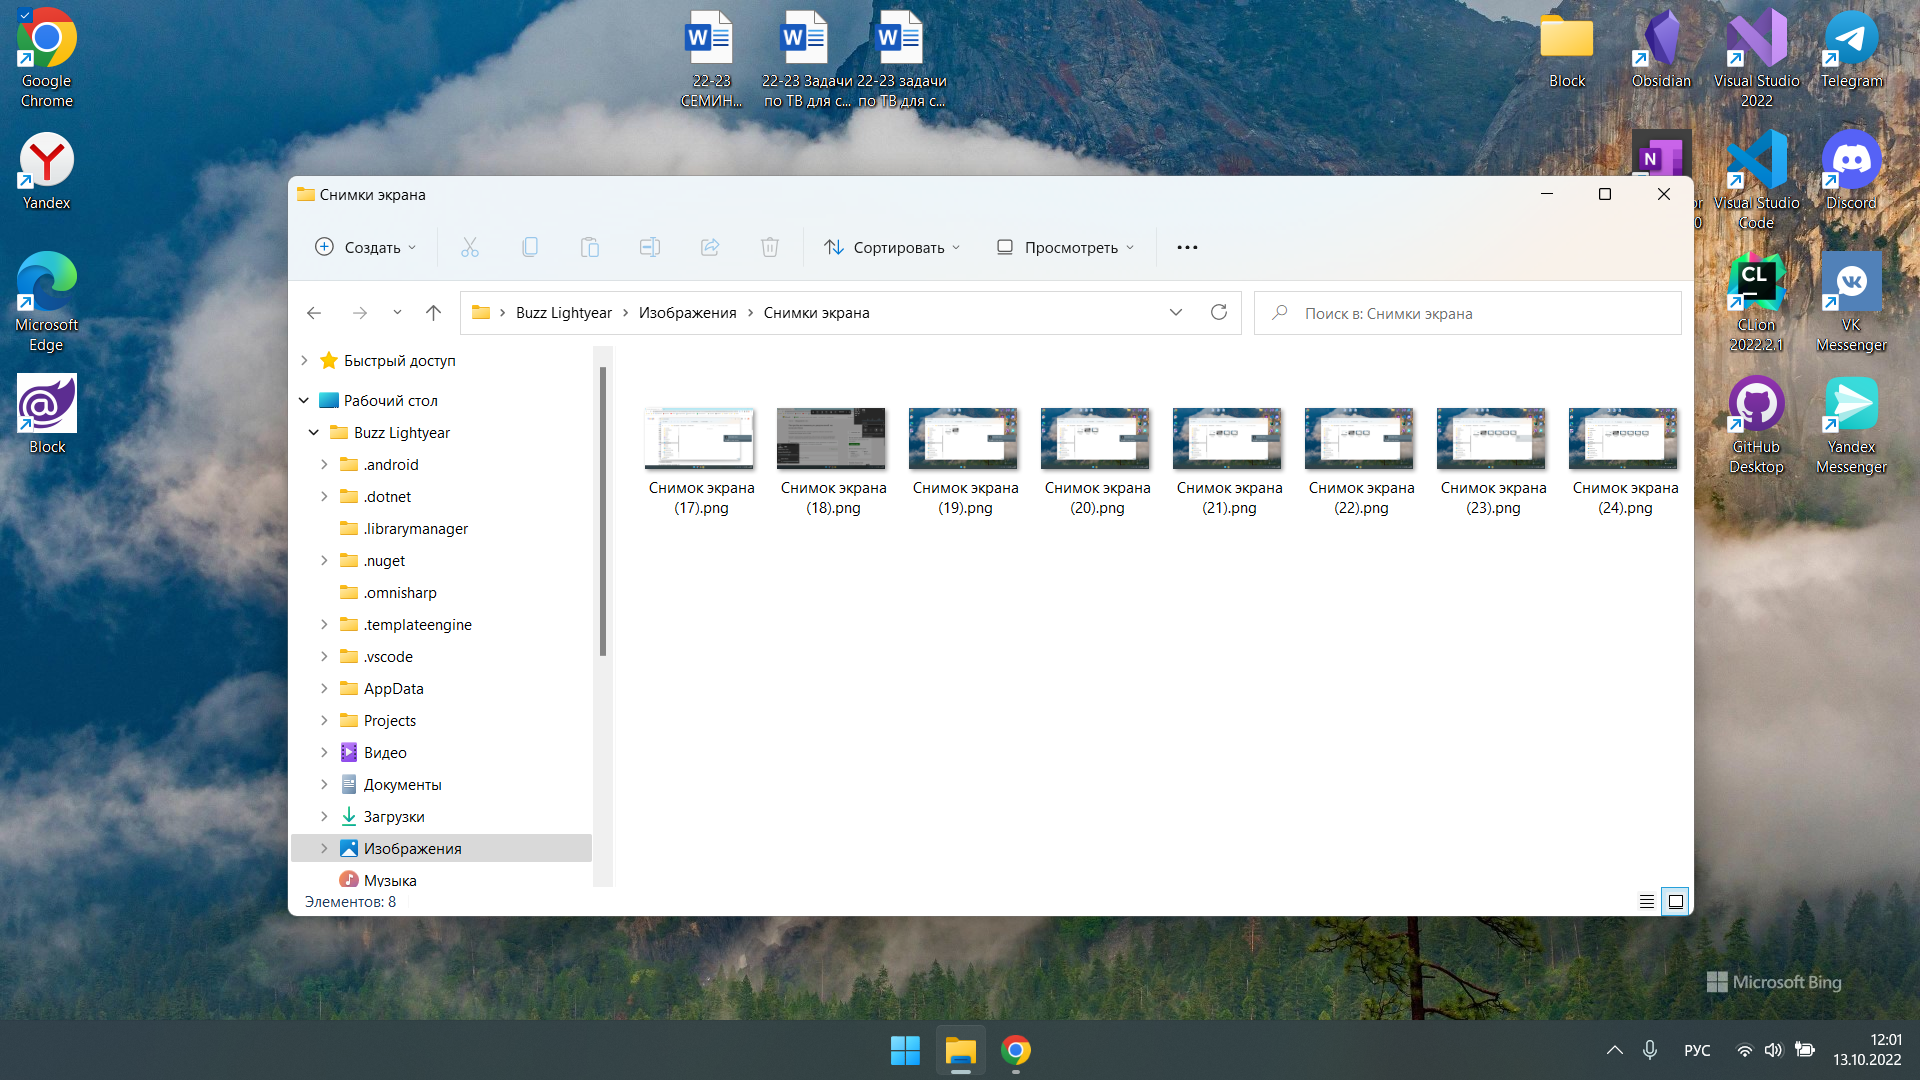 Google
Chrome
Yandex
Microsoft
Edge
Block
22-23
СЕМИН...
22-23 Задачи
по ТВ для с...
22-23 задачи
по ТВ для с...
Block
Obsidian
Visual Studio
2022
Telegram
Visual Studio
Code
Discord
CLion
2022.2.1
VK
Messenger
GitHub
Desktop
Yandex
Messenger
Снимки экрана
Создать
Сортировать
Просмотреть
Buzz Lightyear
Изображения
Снимки экрана
Поиск в: Снимки экрана
Быстрый доступ
Рабочий стол
Buzz Lightyear
.android
.dotnet
.librarymanager
.nuget
.omnisharp
.templateengine
.vscode
AppData
Projects
Видео
Документы
Загрузки
Изображения
Музыка
Снимок экрана
(17).png
Снимок экрана
(18).png
Снимок экрана
(19).png
Снимок экрана
(20).png
Снимок экрана
(21).png
Снимок экрана
(22).png
Снимок экрана
(23).png
Снимок экрана
(24).png
Элементов: 8
Microsoft Bing
РУС
12:01
13.10.2022